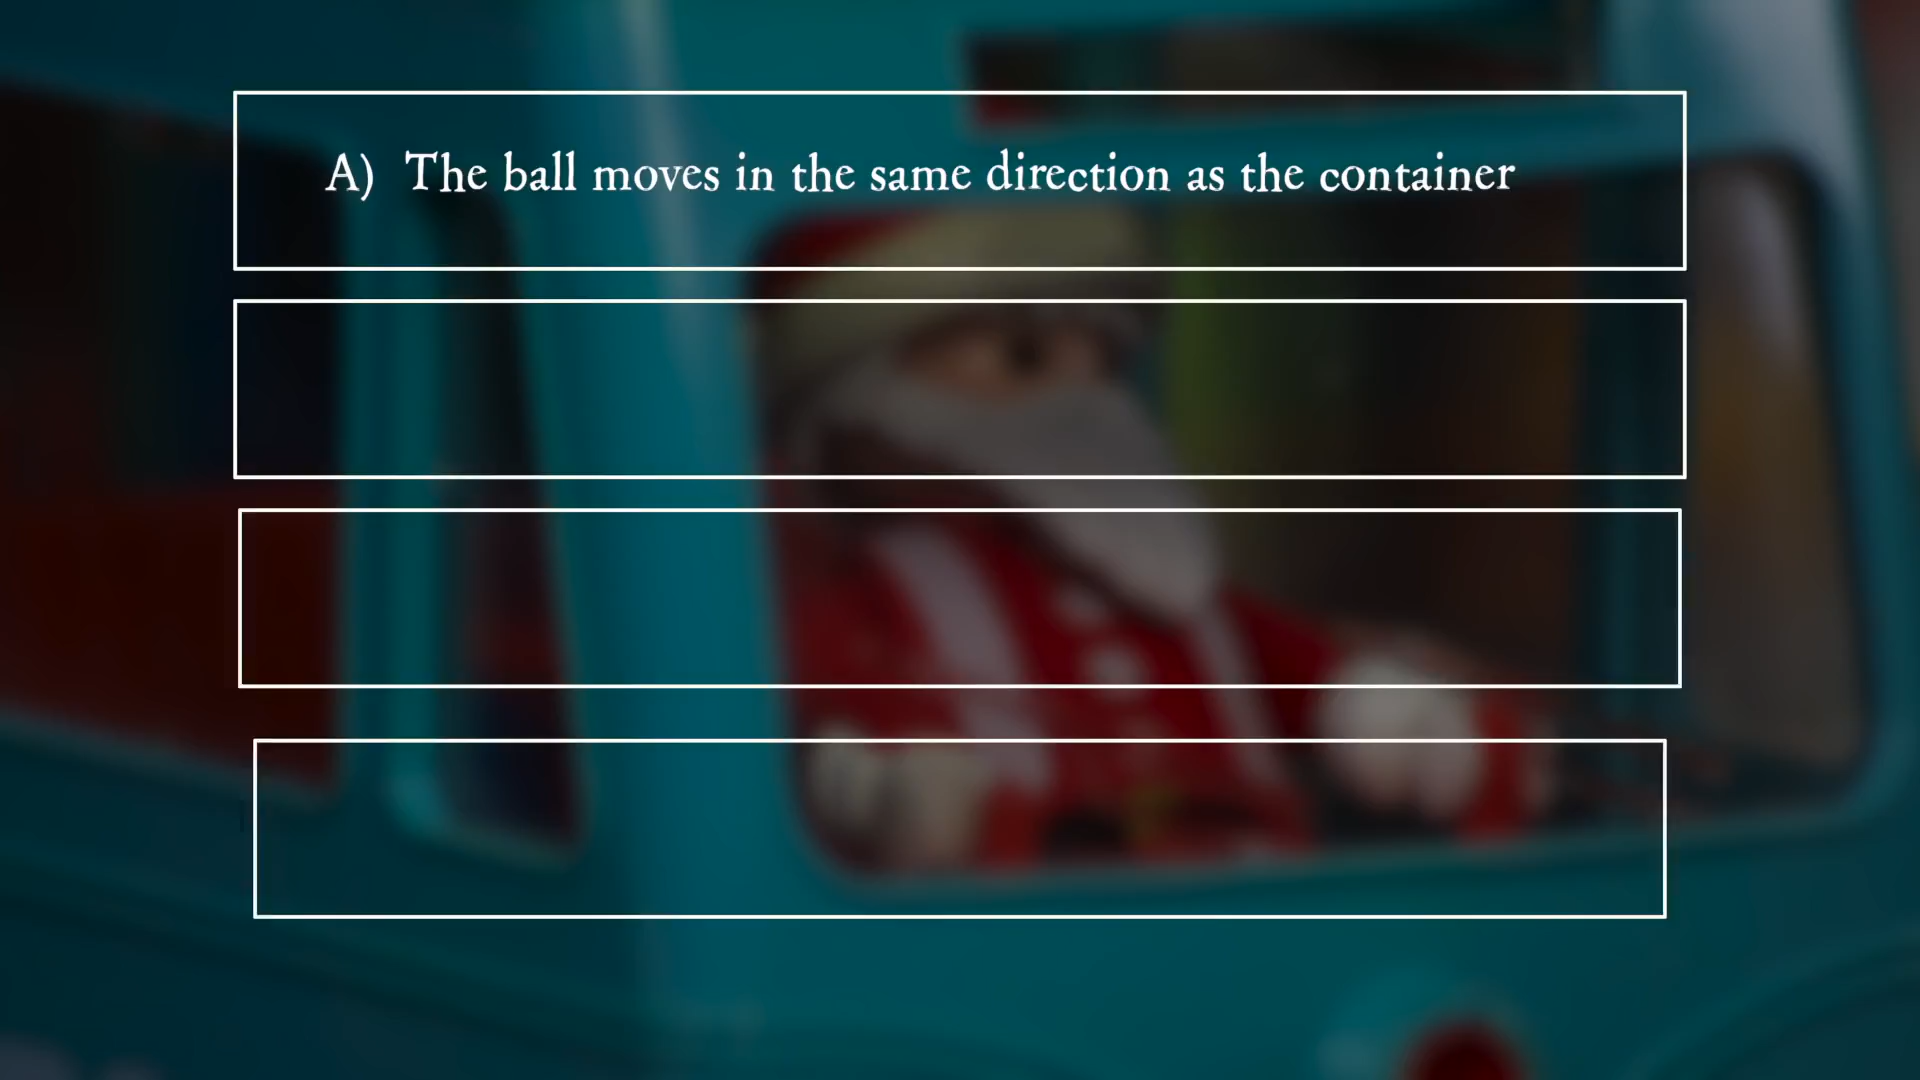 A) The ball moves in the same direction as the container